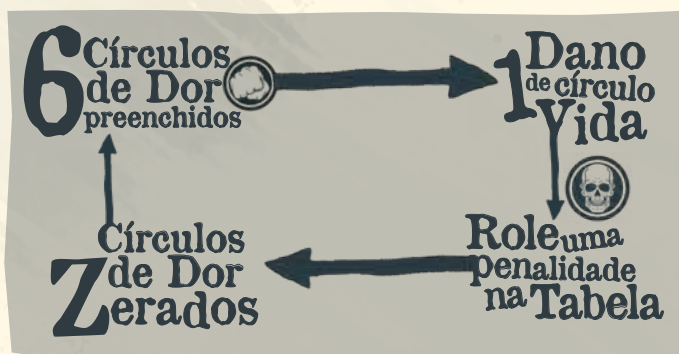 6 Círculos
de Dor
preenchidos
1 Dano
de círculo
Vida
Role uma
penalidade
na Tabela
Círculos
de Dor
Zerados